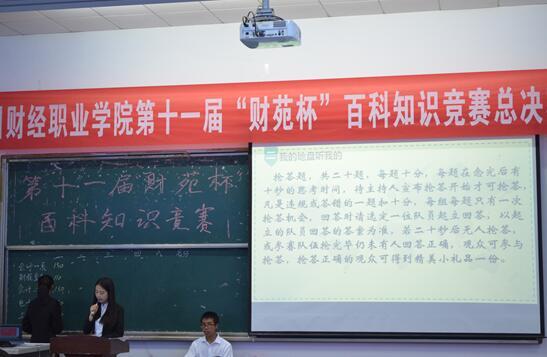 财经职业学院第十一届“财苑杯”百科知识竞赛总决
第十一届“财苑杯”
百科知识竞赛
二 我的地盘听我的
抢答题，共二十题，每题十分，每题在念完后有
十秒的思考时间，待主持人宣布抢答开始才可抢答，
凡是违规或答错的一题扣十分，每组每题只有一次
抢答机会，回答时请选定一位队员起立回答，以起
立的队员回答的答案为准，若二十秒后无人抢答，
或参赛队伍抢光毕仍未有人回答正确，观众可参与
抢答，抢答正确的观众可得到精美小礼品一份。